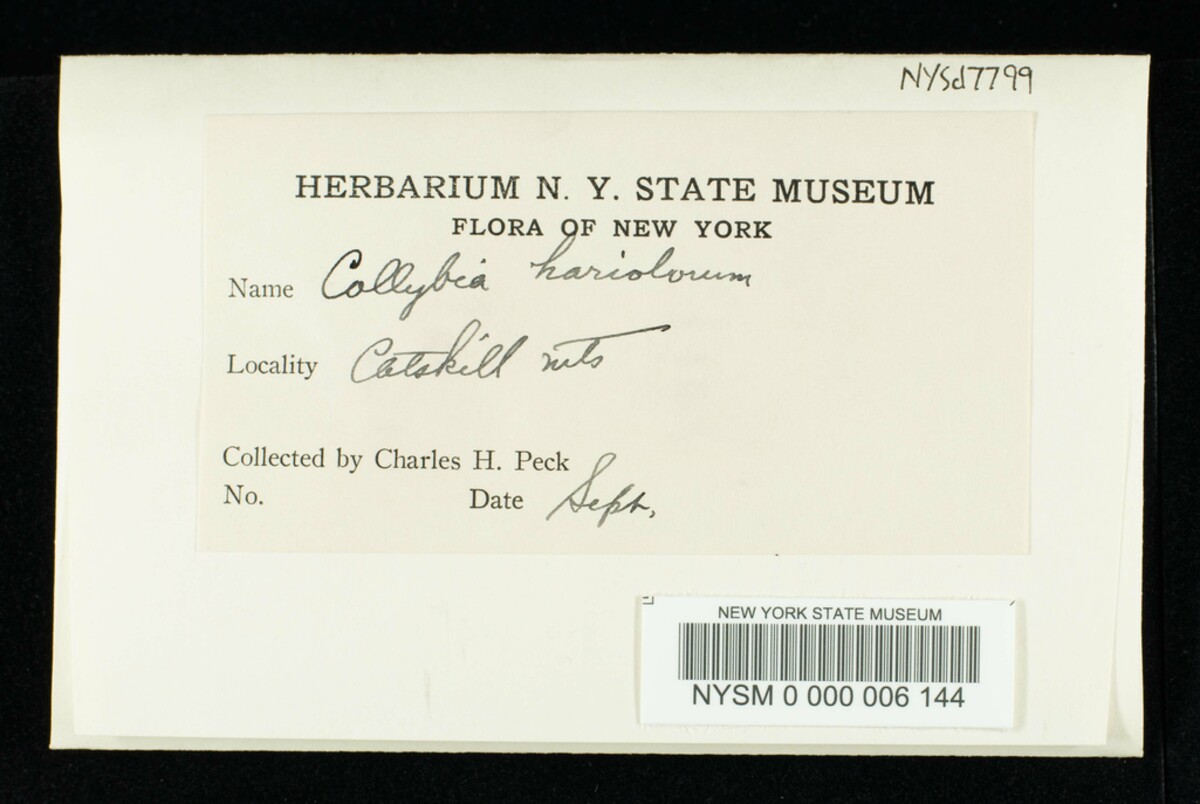 NYSd7799
HERBARIUM N. Y. STATE MUSEUM
FLORA OF NEW YORK
Name Collybia hariolorum
Locality Catskill mts
Collected by Charles H. Peck
No. Date Sept.
NEW YORK STATE MUSEUM
NYSM 0 000 006 144